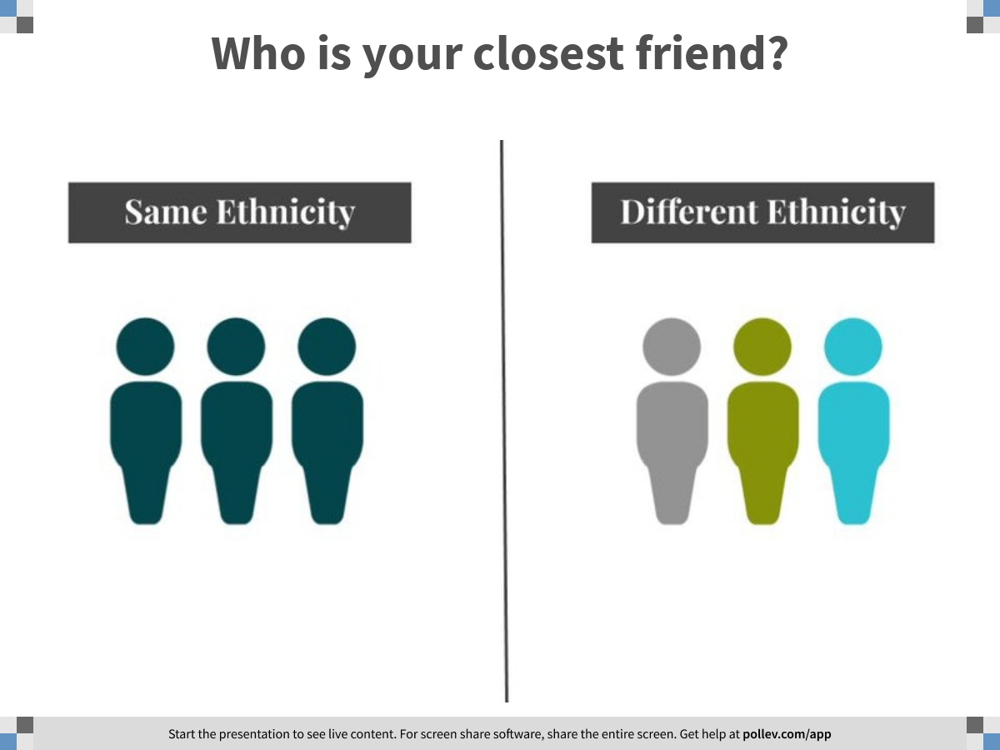 Who is your closest friend?
Same Ethnicity
Different Ethnicity
Start the presentation to see live content. For screen share software, share the entire screen. Get help at pollev.com/app